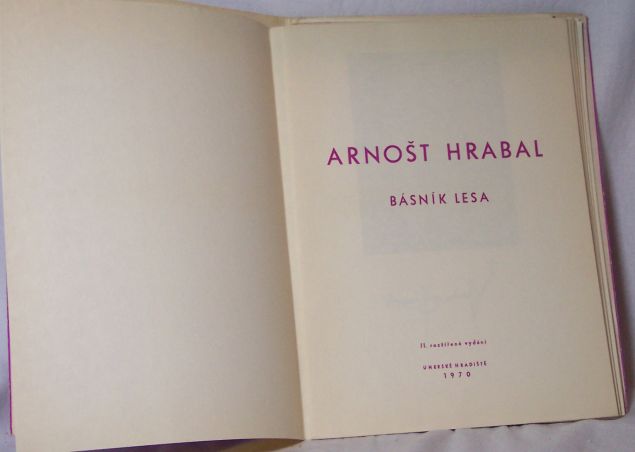 ARNOŠT HRABAL
BÁSNÍK LESA
II. rozšířené vydání
UHERSKÉ HRADIŠTĚ
1970